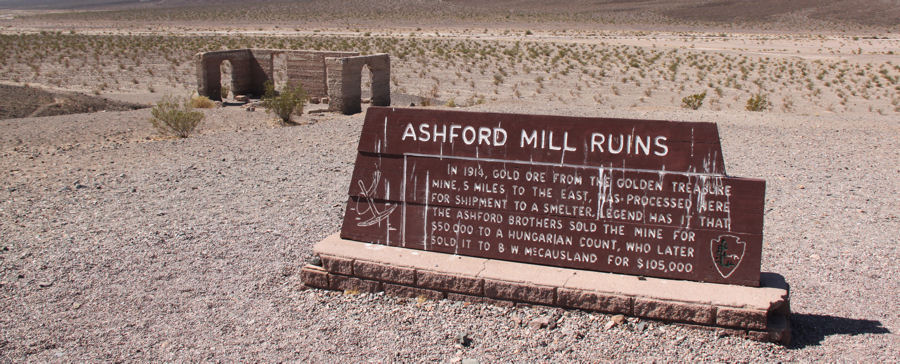 ASHFORD MILL RUINS
IN 1914, GOLD ORE FROM THE GOLDEN TREASURE
MINE, 5 MILES TO THE EAST, WAS PROCESSED HERE
FOR SHIPMENT TO A SMELTER. LEGEND HAS IT THAT
THE ASHFORD BROTHERS SOLD THE MINE FOR
$50,000 TO A HUNGARIAN COUNT, WHO LATER
SOLD IT TO B W McCAUSLAND FOR $105,000